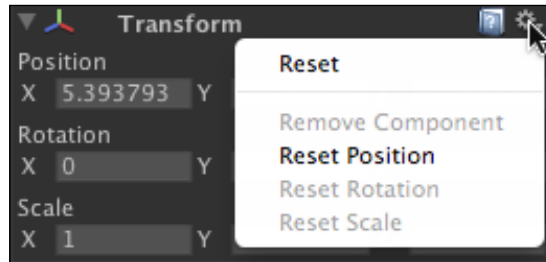 Transform
Position
X 5.393793 Y
Rotation
X 0 Y
Scale
X 1 Y
Reset
Remove Component
Reset Position
Reset Rotation
Reset Scale